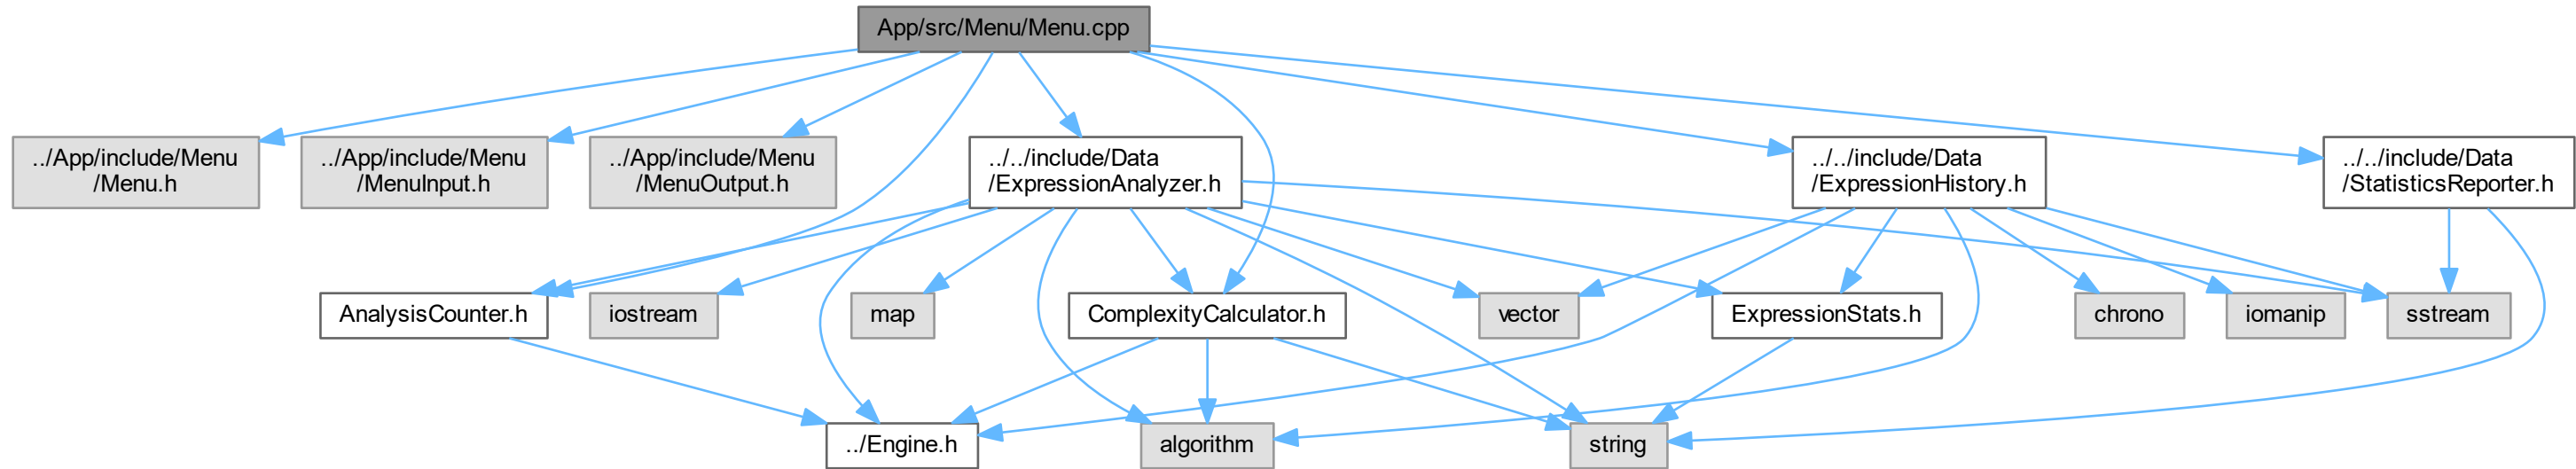 App/src/Menu/Menu.cpp
../App/include/Menu
/Menu.h
../App/include/Menu
/MenuInput.h
../App/include/Menu
/MenuOutput.h
../../include/Data
/ExpressionAnalyzer.h
../../include/Data
/ExpressionHistory.h
../../include/Data
/StatisticsReporter.h
AnalysisCounter.h
iostream
map
ComplexityCalculator.h
vector
ExpressionStats.h
chrono
iomanip
sstream
../Engine.h
algorithm
string